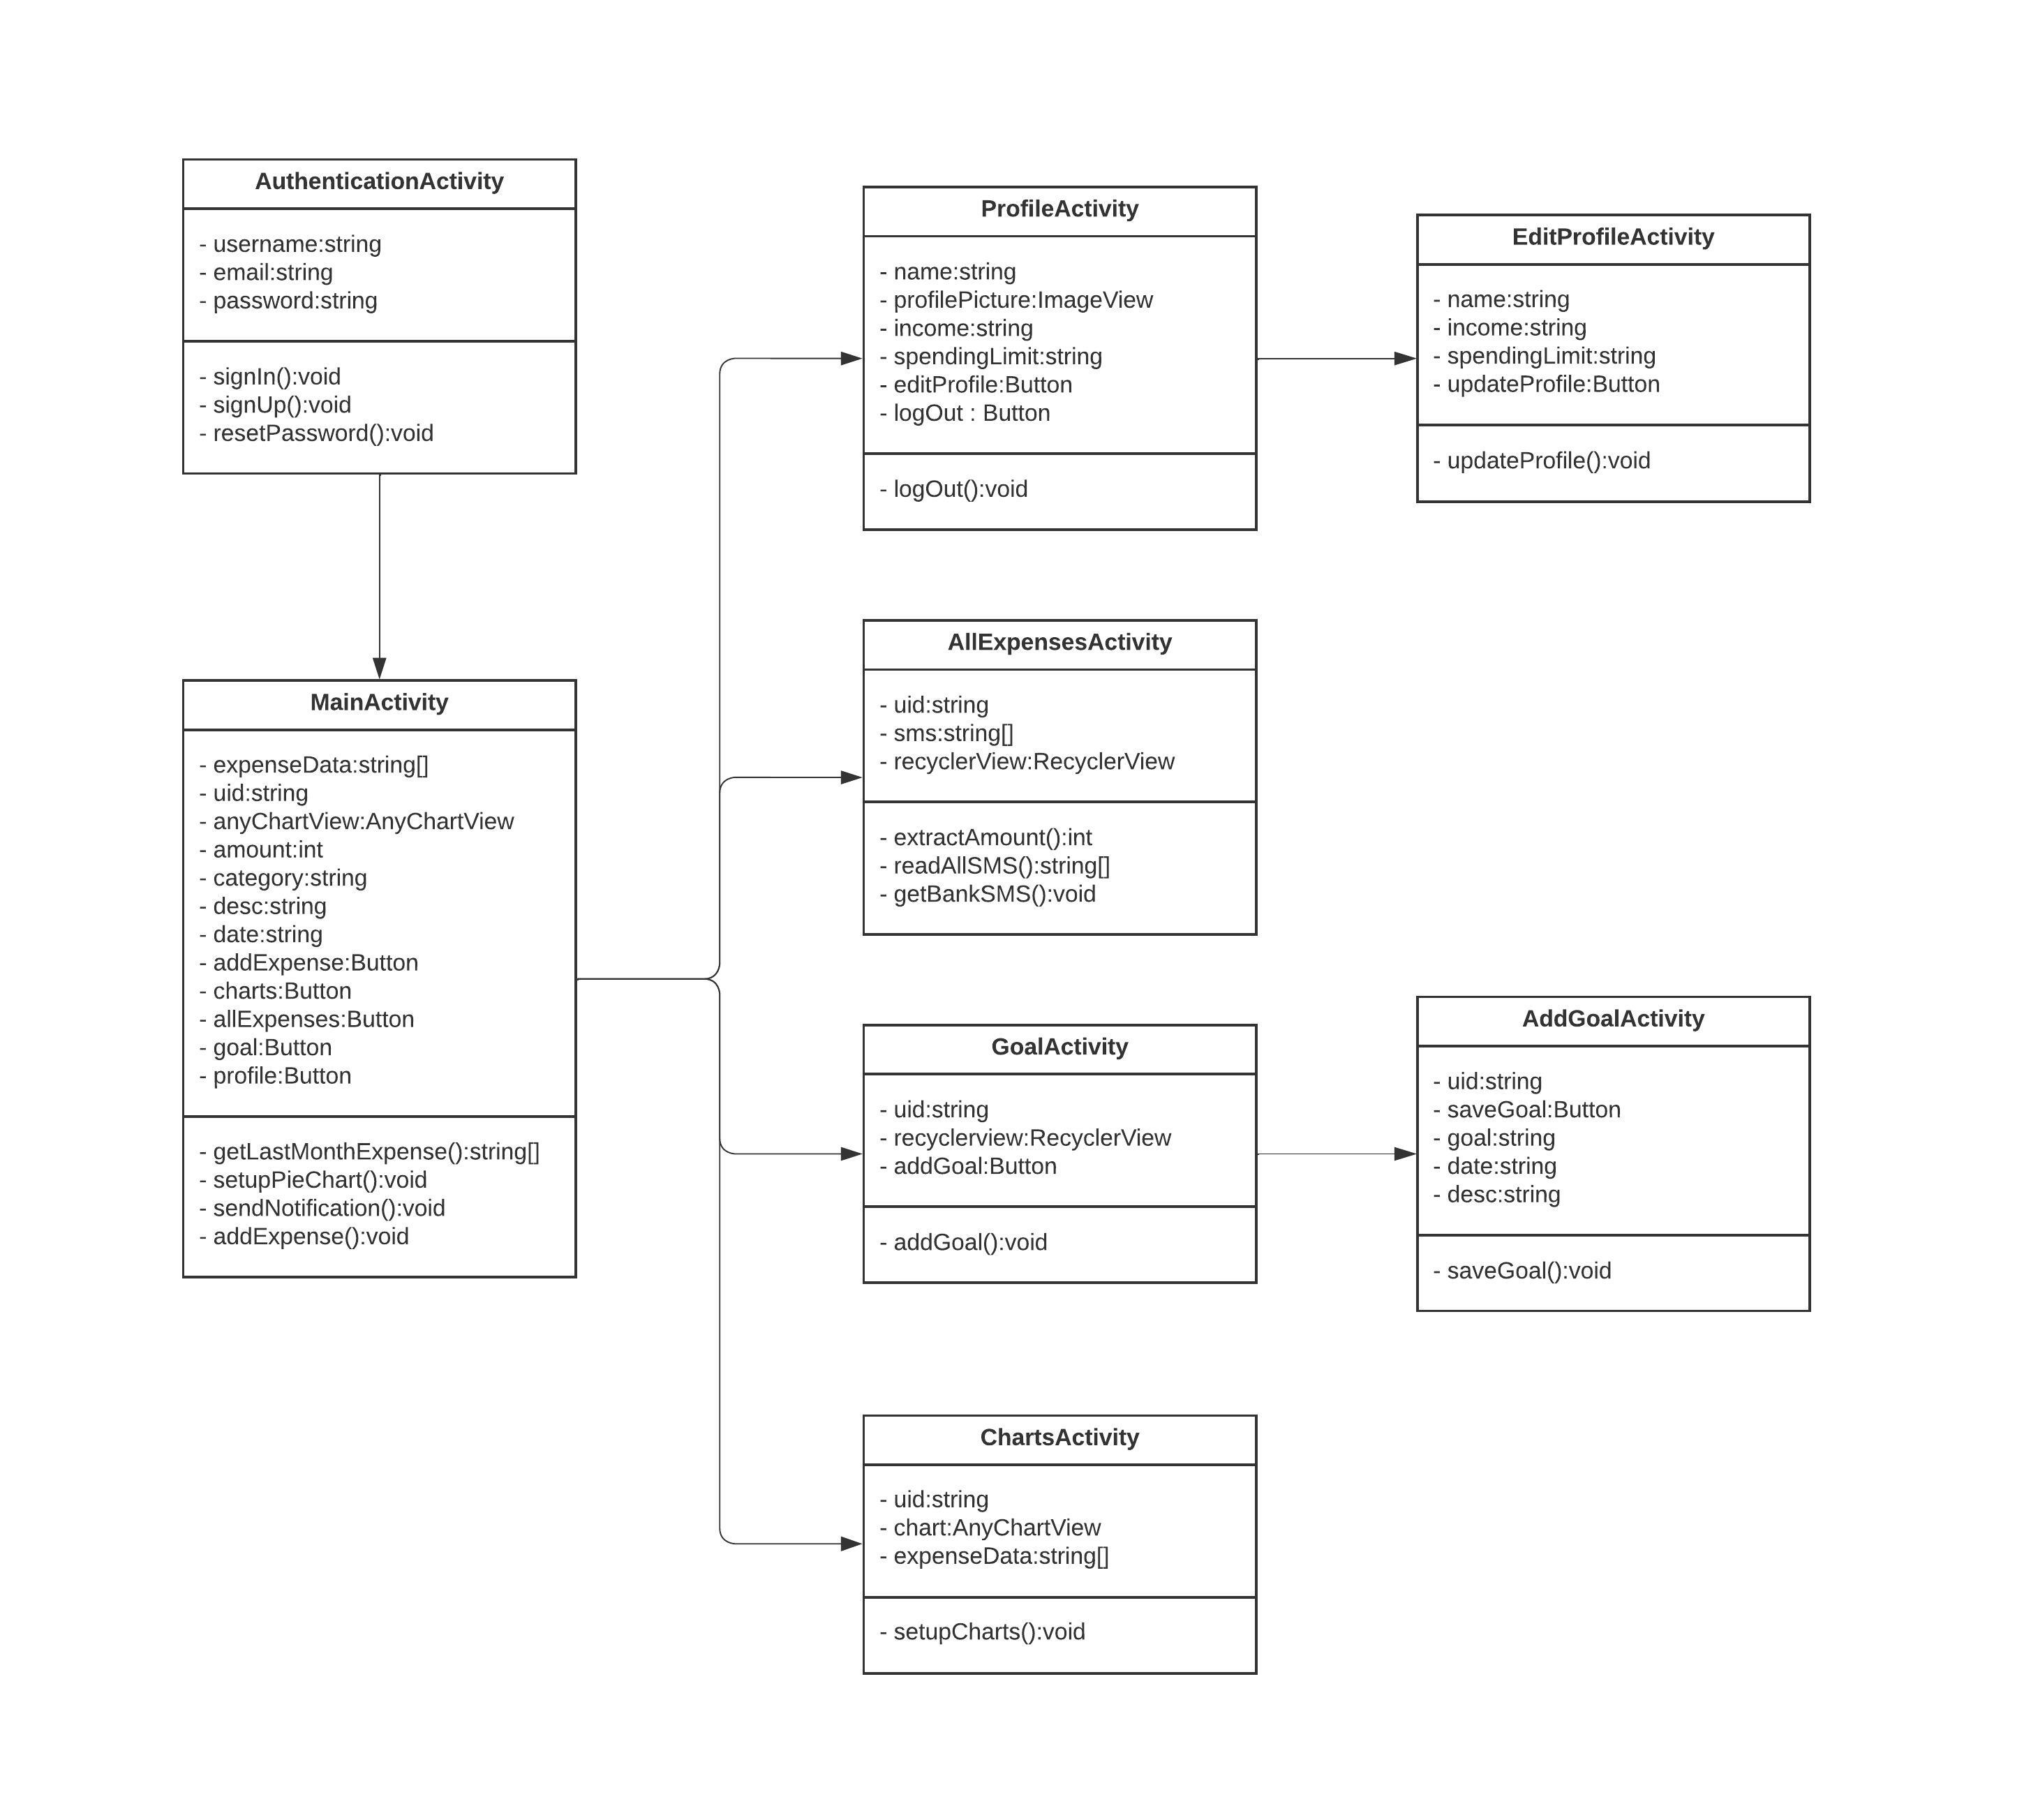 AuthenticationActivity
- username:string
- email:string
- password:string
- signIn():void
- signUp():void
- resetPassword():void
MainActivity
- expenseData:string[]
- uid:string
- anyChartView:AnyChartView
- amount:int
- category:string
- desc:string
- date:string
- addExpense:Button
- charts:Button
- allExpenses:Button
- goal:Button
- profile:Button
- getLastMonthExpense():string[]
- setupPieChart():void
- sendNotification():void
- addExpense():void
ProfileActivity
- name:string
- profilePicture:ImageView
- income:string
- spendingLimit:string
- editProfile:Button
- logOut : Button
- logOut():void
EditProfileActivity
- name:string
- income:string
- spendingLimit:string
- updateProfile:Button
- updateProfile():void
AllExpensesActivity
- uid:string
- sms:string[]
- recyclerView:RecyclerView
- extractAmount():int
- readAllSMS():string[]
- getBankSMS():void
GoalActivity
- uid:string
- recyclerview:RecyclerView
- addGoal:Button
- addGoal():void
AddGoalActivity
- uid:string
- saveGoal:Button
- goal:string
- date:string
- desc:string
- saveGoal():void
ChartsActivity
- uid:string
- chart:AnyChartView
- expenseData:string[]
- setupCharts():void